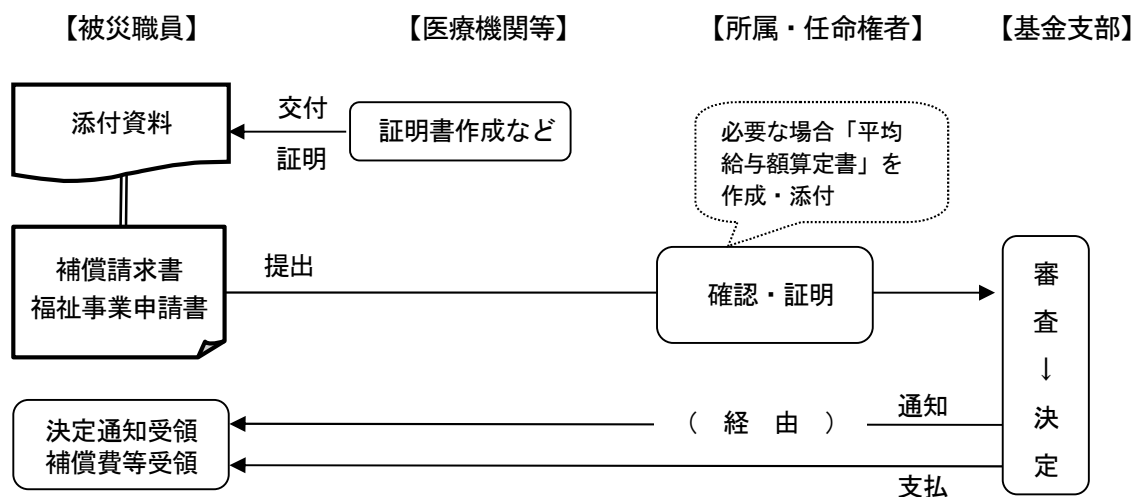 【被災職員】
【医療機関等】
【所属・任命権者】
【基金支部】
添付資料
交付
証明
証明書作成など
必要な場合「平均
給与額算定書」を
作成・添付
補償請求書
福祉事業申請書
提出
確認・証明
審
査
↓
決
定
決定通知受領
補償費等受領
（　経　由　）
通知
支払